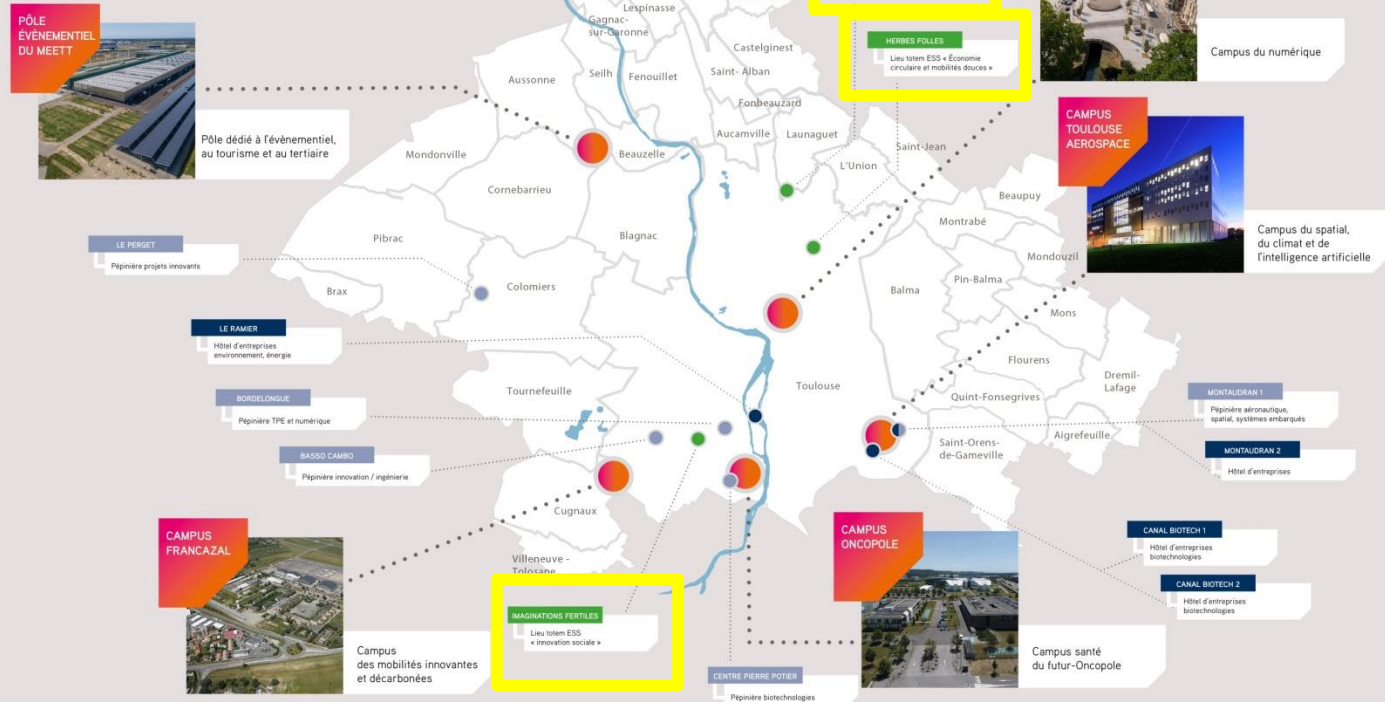 PÔLE
ÉVÈNEMENTIEL
DU MEETT
Pôle dédié à l'évènementiel,
au tourisme et au tertiaire
Lespinasse
Gagnac-
sur-Garonne
Castelginest
Aussonne
Seilh
Fenouillet
Saint- Alban
Fonbeauzard
Aucamville
Launaguet
HERBES FOLLES
Lieu totem ESS « Économie
circulaire et mobilités douces »
Campus du numérique
CAMPUS
TOULOUSE
AEROSPACE
Campus du spatial,
du climat et de
l'intelligence artificielle
Mondonville
Beauzelle
L'Union
Saint-Jean
Cornebarrieu
Beaupuy
Montrabé
Pibrac
Blagnac
Mondouzil
Pin-Balma
Brax
Colomiers
Balma
Mons
Flourens
Dremil-
Lafage
Tournefeuille
Toulouse
Quint-Fonsegrives
Saint-Orens-
de-Gameville
Aigrefeuille
Cugnaux
Villeneuve -
Tolosane
LE PERGET
Pépinière projets innovants
LE RAMIER
Hôtel d'entreprises
environnement, énergie
BORDELONGUE
Pépinière TPE et numérique
BASSO CAMBO
Pépinière innovation / ingénierie
MONTAUDRAN 1
Pépinière aéronautique,
spatial, systèmes embarqués
MONTAUDRAN 2
Hôtel d'entreprises
CANAL BIOTECH 1
Hôtel d'entreprises
biotechnologies
CANAL BIOTECH 2
Hôtel d'entreprises
biotechnologies
CAMPUS
FRANCAZAL
Campus
des mobilités innovantes
et décarbonées
IMAGINATIONS FERTILES
Lieu totem ESS
« innovation sociale »
CENTRE PIERRE POTIER
Pépinière biotechnologies
CAMPUS
ONCOPOLE
Campus santé
du futur-Oncopole